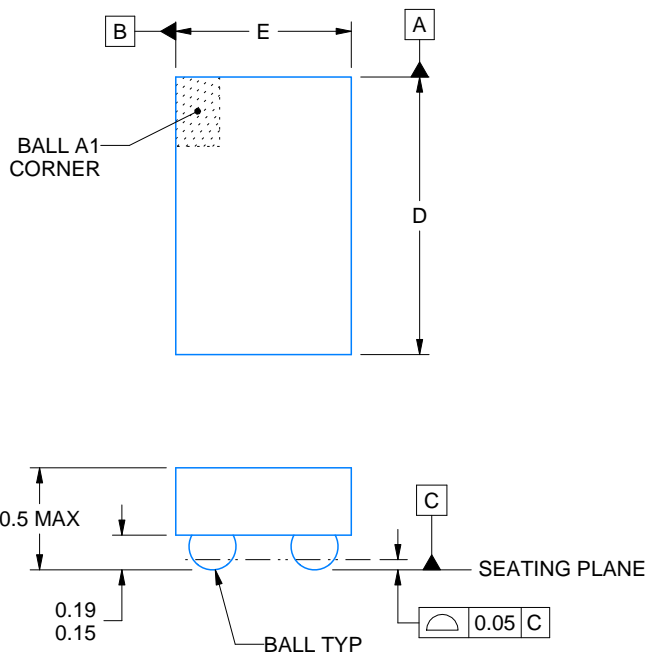 B
E
A
BALL A1
CORNER
D
0.5 MAX
C
SEATING PLANE
0.19
0.15
0.05 C
BALL TYP